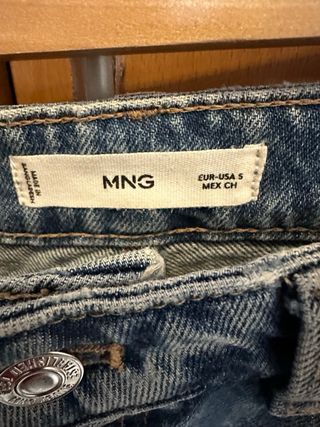 MADE IN
BANGLADESH
MNG
EUR-USA S
MEX CH